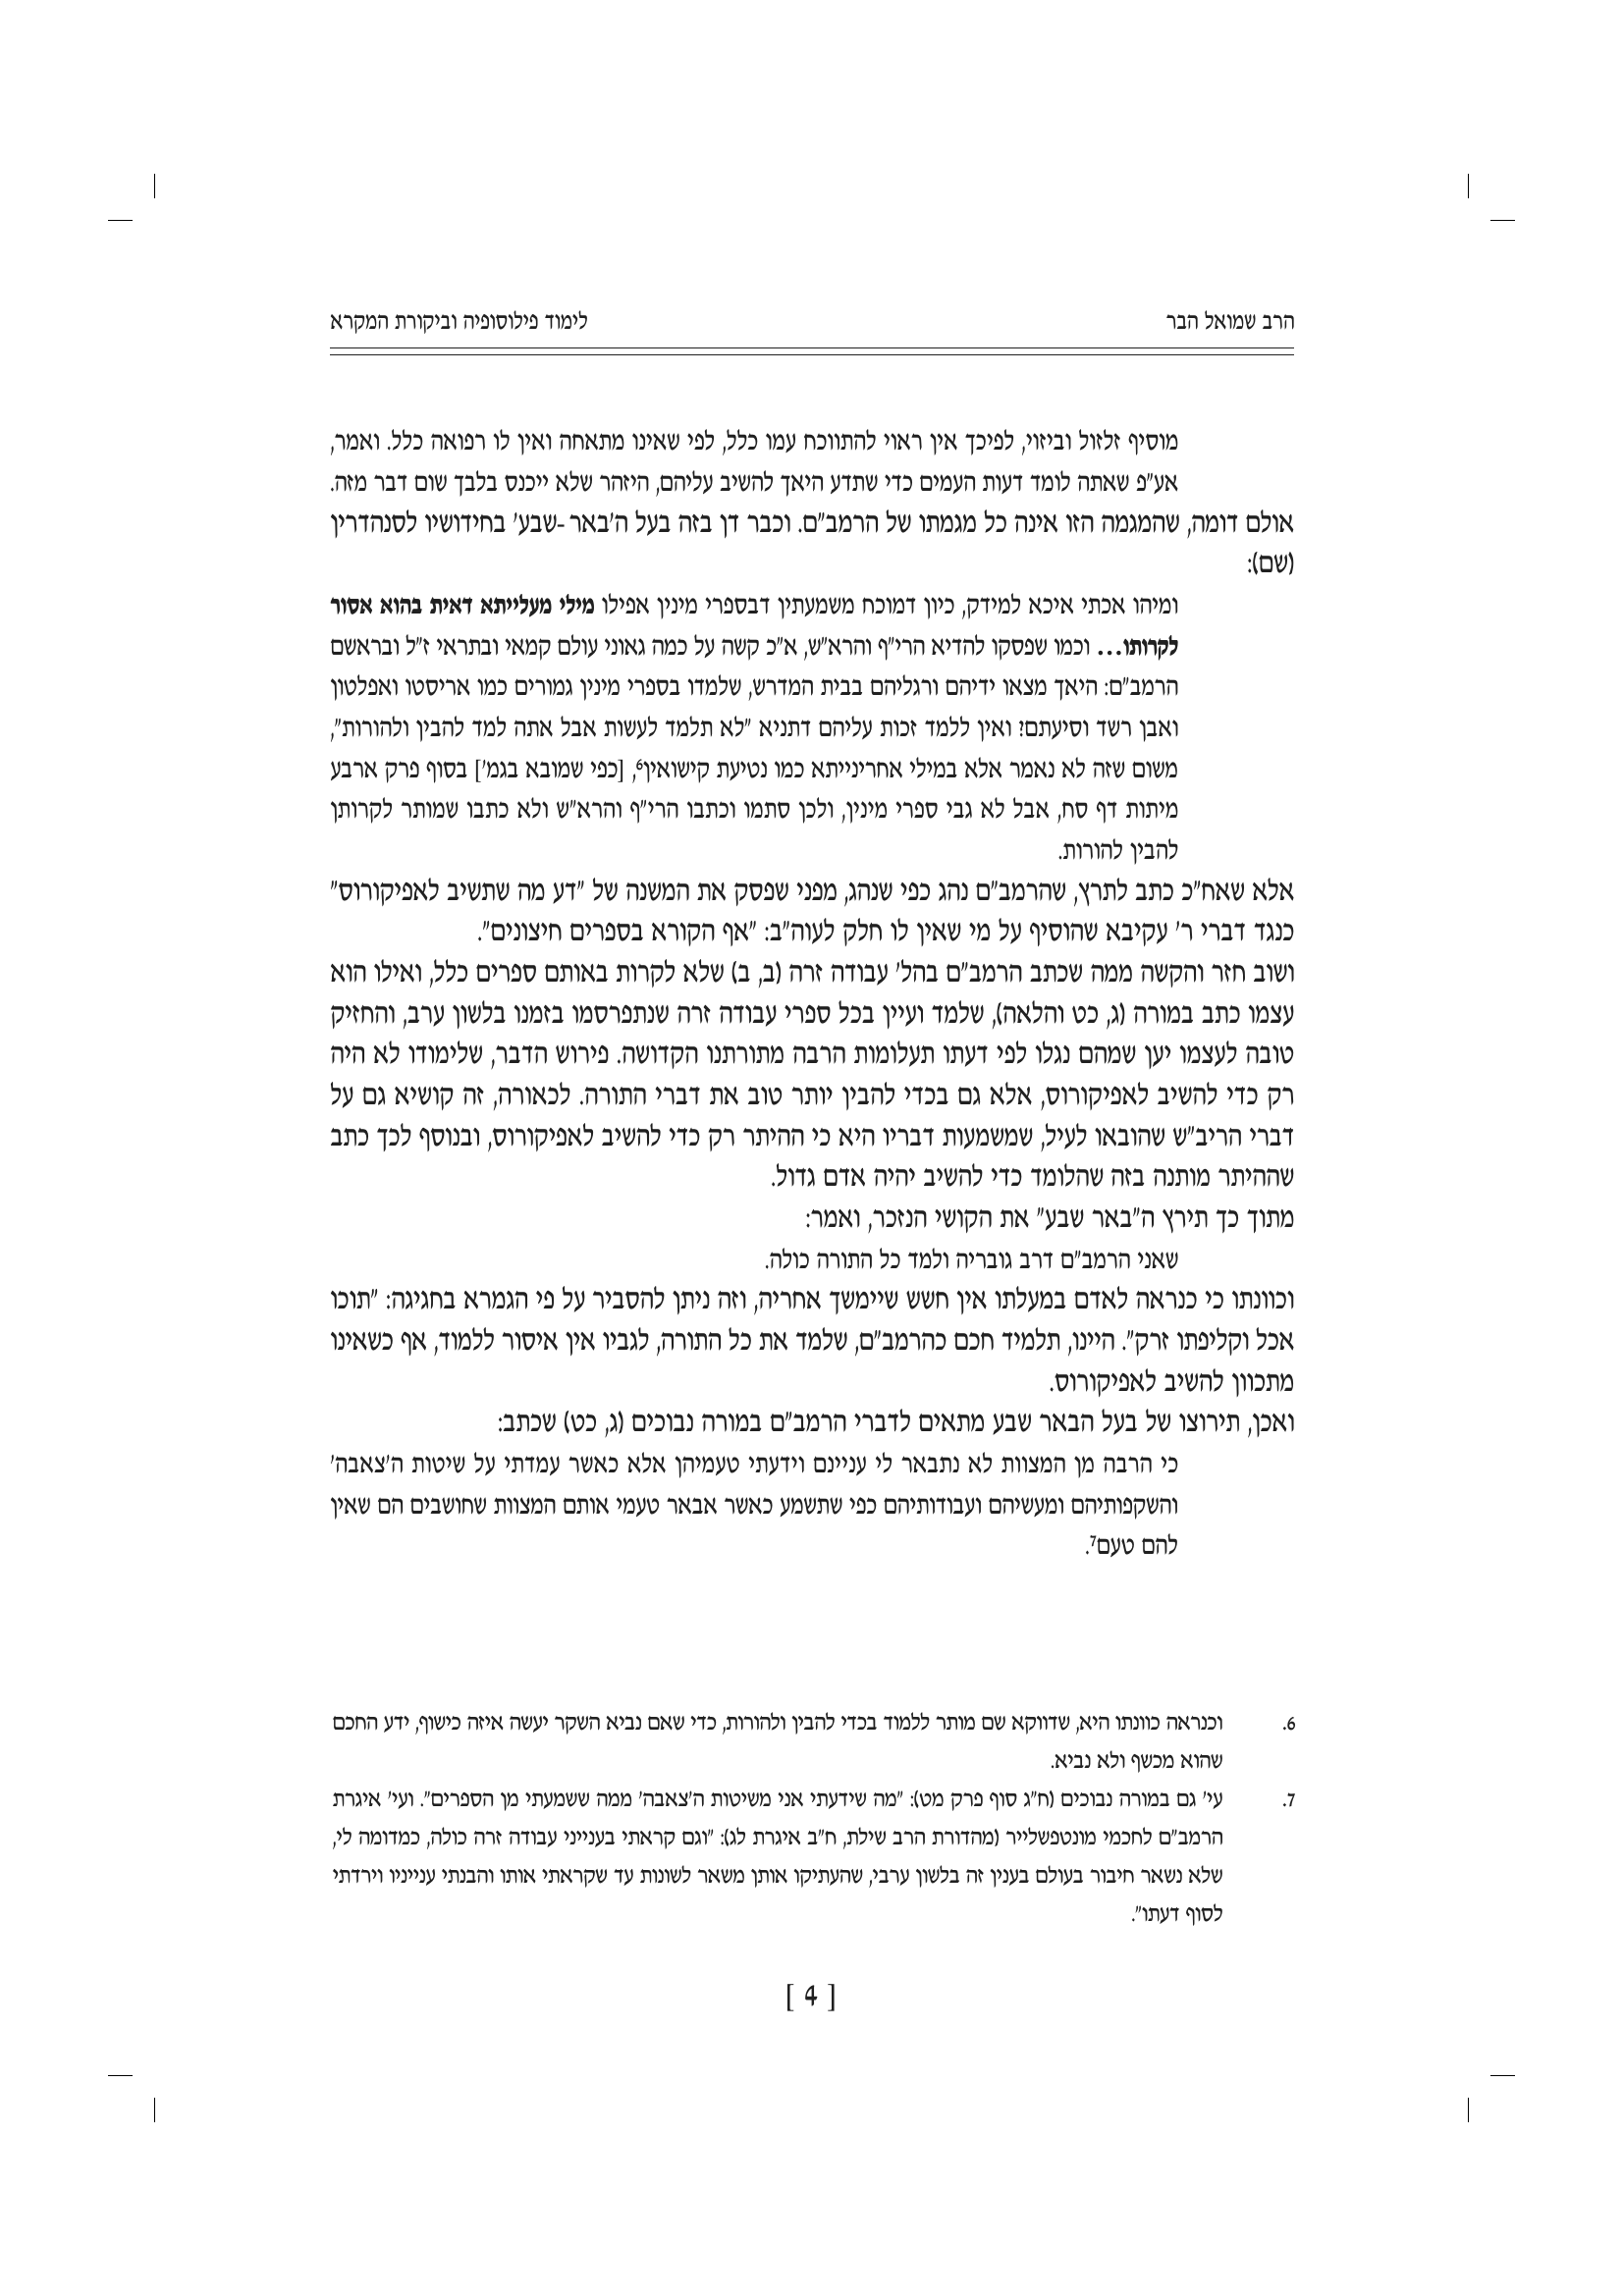 הרב שמואל הבר לימוד פילוסופיה וביקורת המקרא
מוסיף זלזול וביזוי, לפיכך אין ראוי להתווכח עמו כלל, לפי שאינו מתאחה ואין לו רפואה כלל. ואמר,
אע"פ שאתה לומד דעות העמים כדי שתדע היאך להשיב עליהם, היזהר שלא ייכנס בלבך שום דבר מזה.
אולם דומה, שהמגמה הזו אינה כל מגמתו של הרמב"ם. וכבר דן בזה בעל ה'באר-שבע' בחידושיו לסנהדרין
(שם):
ומיהו אכתי איכא למידק, כיון דמוכח משמעתין דבספרי מינין אפילו מילי מעלייתא דאית בהוא אסור
לקרותו... וכמו שפסקו להדיא הרי"ף והרא"ש, א"כ קשה על כמה גאוני עולם קמאי ובתראי ז"ל ובראשם
הרמב"ם: היאך מצאו ידיהם ורגליהם בבית המדרש, שלמדו בספרי מינין גמורים כמו אריסטו ואפלטון
ואבן רשד וסיעתם? ואין ללמד זכות עליהם דתניא "לא תלמד לעשות אבל אתה למד להבין ולהורות",
משום שזה לא נאמר אלא במילי אחרינייתא כמו נטיעת קישואין6, [כפי שמובא בגמ'] בסוף פרק ארבע
מיתות דף סח, אבל לא גבי ספרי מינין, ולכן סתמו וכתבו הרי"ף והרא"ש ולא כתבו שמותר לקרותן
להבין להורות.
אלא שאח"כ כתב לתרץ, שהרמב"ם נהג כפי שנהג, מפני שפסק את המשנה של "דע מה שתשיב לאפיקורוס"
כנגד דברי ר' עקיבא שהוסיף על מי שאין לו חלק לעוה"ב: "אף הקורא בספרים חיצונים".
ושוב חזר והקשה ממה שכתב הרמב"ם בהל' עבודה זרה (ב, ב) שלא לקרות באותם ספרים כלל, ואילו הוא
עצמו כתב במורה (ג, כט והלאה), שלמד ועיין בכל ספרי עבודה זרה שנתפרסמו בזמנו בלשון ערב, והחזיק
טובה לעצמו יען שמהם נגלו לפי דעתו תעלומות הרבה מתורתנו הקדושה. פירוש הדבר, שלימודו לא היה
רק כדי להשיב לאפיקורוס, אלא גם בכדי להבין יותר טוב את דברי התורה. לכאורה, זה קושיא גם על
דברי הריב"ש שהובאו לעיל, שמשמעות דבריו היא כי ההיתר רק כדי להשיב לאפיקורוס, ובנוסף לכך כתב
שההיתר מותנה בזה שהלומד כדי להשיב יהיה אדם גדול.
מתוך כך תירץ ה"באר שבע" את הקושי הנזכר, ואמר:
שאני הרמב"ם דרב גובריה ולמד כל התורה כולה.
וכוונתו כי כנראה לאדם במעלתו אין חשש שיימשך אחריה, וזה ניתן להסביר על פי הגמרא בחגיגה: "תוכו
אכל וקליפתו זרק". היינו, תלמיד חכם כהרמב"ם, שלמד את כל התורה, לגביו אין איסור ללמוד, אף כשאינו
מתכוון להשיב לאפיקורוס.
ואכן, תירוצו של בעל הבאר שבע מתאים לדברי הרמב"ם במורה נבוכים (ג, כט) שכתב:
כי הרבה מן המצוות לא נתבאר לי עניינם וידעתי טעמיהן אלא כאשר עמדתי על שיטות ה'צאבה'
והשקפותיהם ומעשיהם ועבודותיהם כפי שתשמע כאשר אבאר טעמי אותם המצוות שחושבים הם שאין
להם טעם7.
6. וכנראה כוונתו היא, שדווקא שם מותר ללמוד בכדי להבין ולהורות, כדי שאם נביא השקר יעשה איזה כישוף, ידע החכם
שהוא מכשף ולא נביא.
7. עי' גם במורה נבוכים (ח"ג סוף פרק מט): "מה שידעתי אני משיטות ה'צאבה' ממה ששמעתי מן הספרים". ועי' איגרת
הרמב"ם לחכמי מונטפשלייר (מהדורת הרב שילת, ח"ב איגרת לג): "וגם קראתי בענייני עבודה זרה כולה, כמדומה לי,
שלא נשאר חיבור בעולם בענין זה בלשון ערבי, שהעתיקו אותן משאר לשונות עד שקראתי אותו והבנתי ענייניו וירדתי
לסוף דעתו".
[ 4 ]